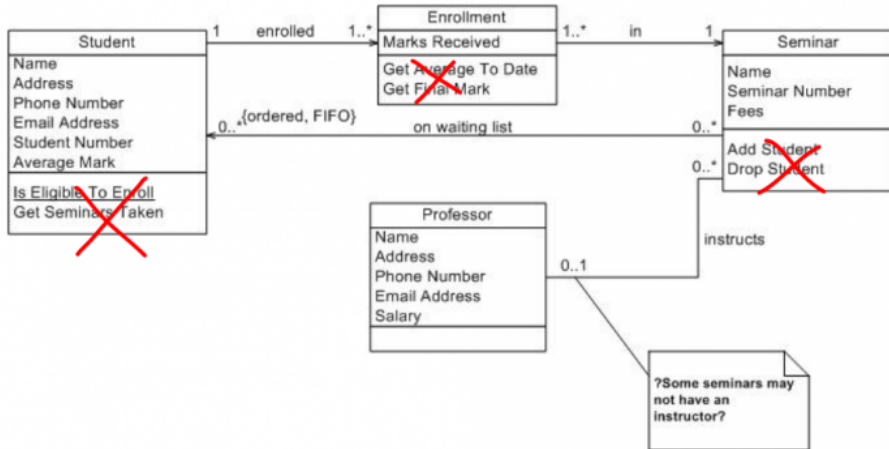 Student
Name
Address
Phone Number
Email Address
Student Number
Average Mark
Is Eligible To Enroll
Get Seminars Taken
1 enrolled 1..*
Enrollment
Marks Received
Get Average To Date
Get Final Mark
1..* in 1
Seminar
Name
Seminar Number
Fees
Add Student
Drop Student
{ordered, FIFO}
0..* on waiting list 0..*
0..*
instructs
0..1
Professor
Name
Address
Phone Number
Email Address
Salary
?Some seminars may
not have an
instructor?